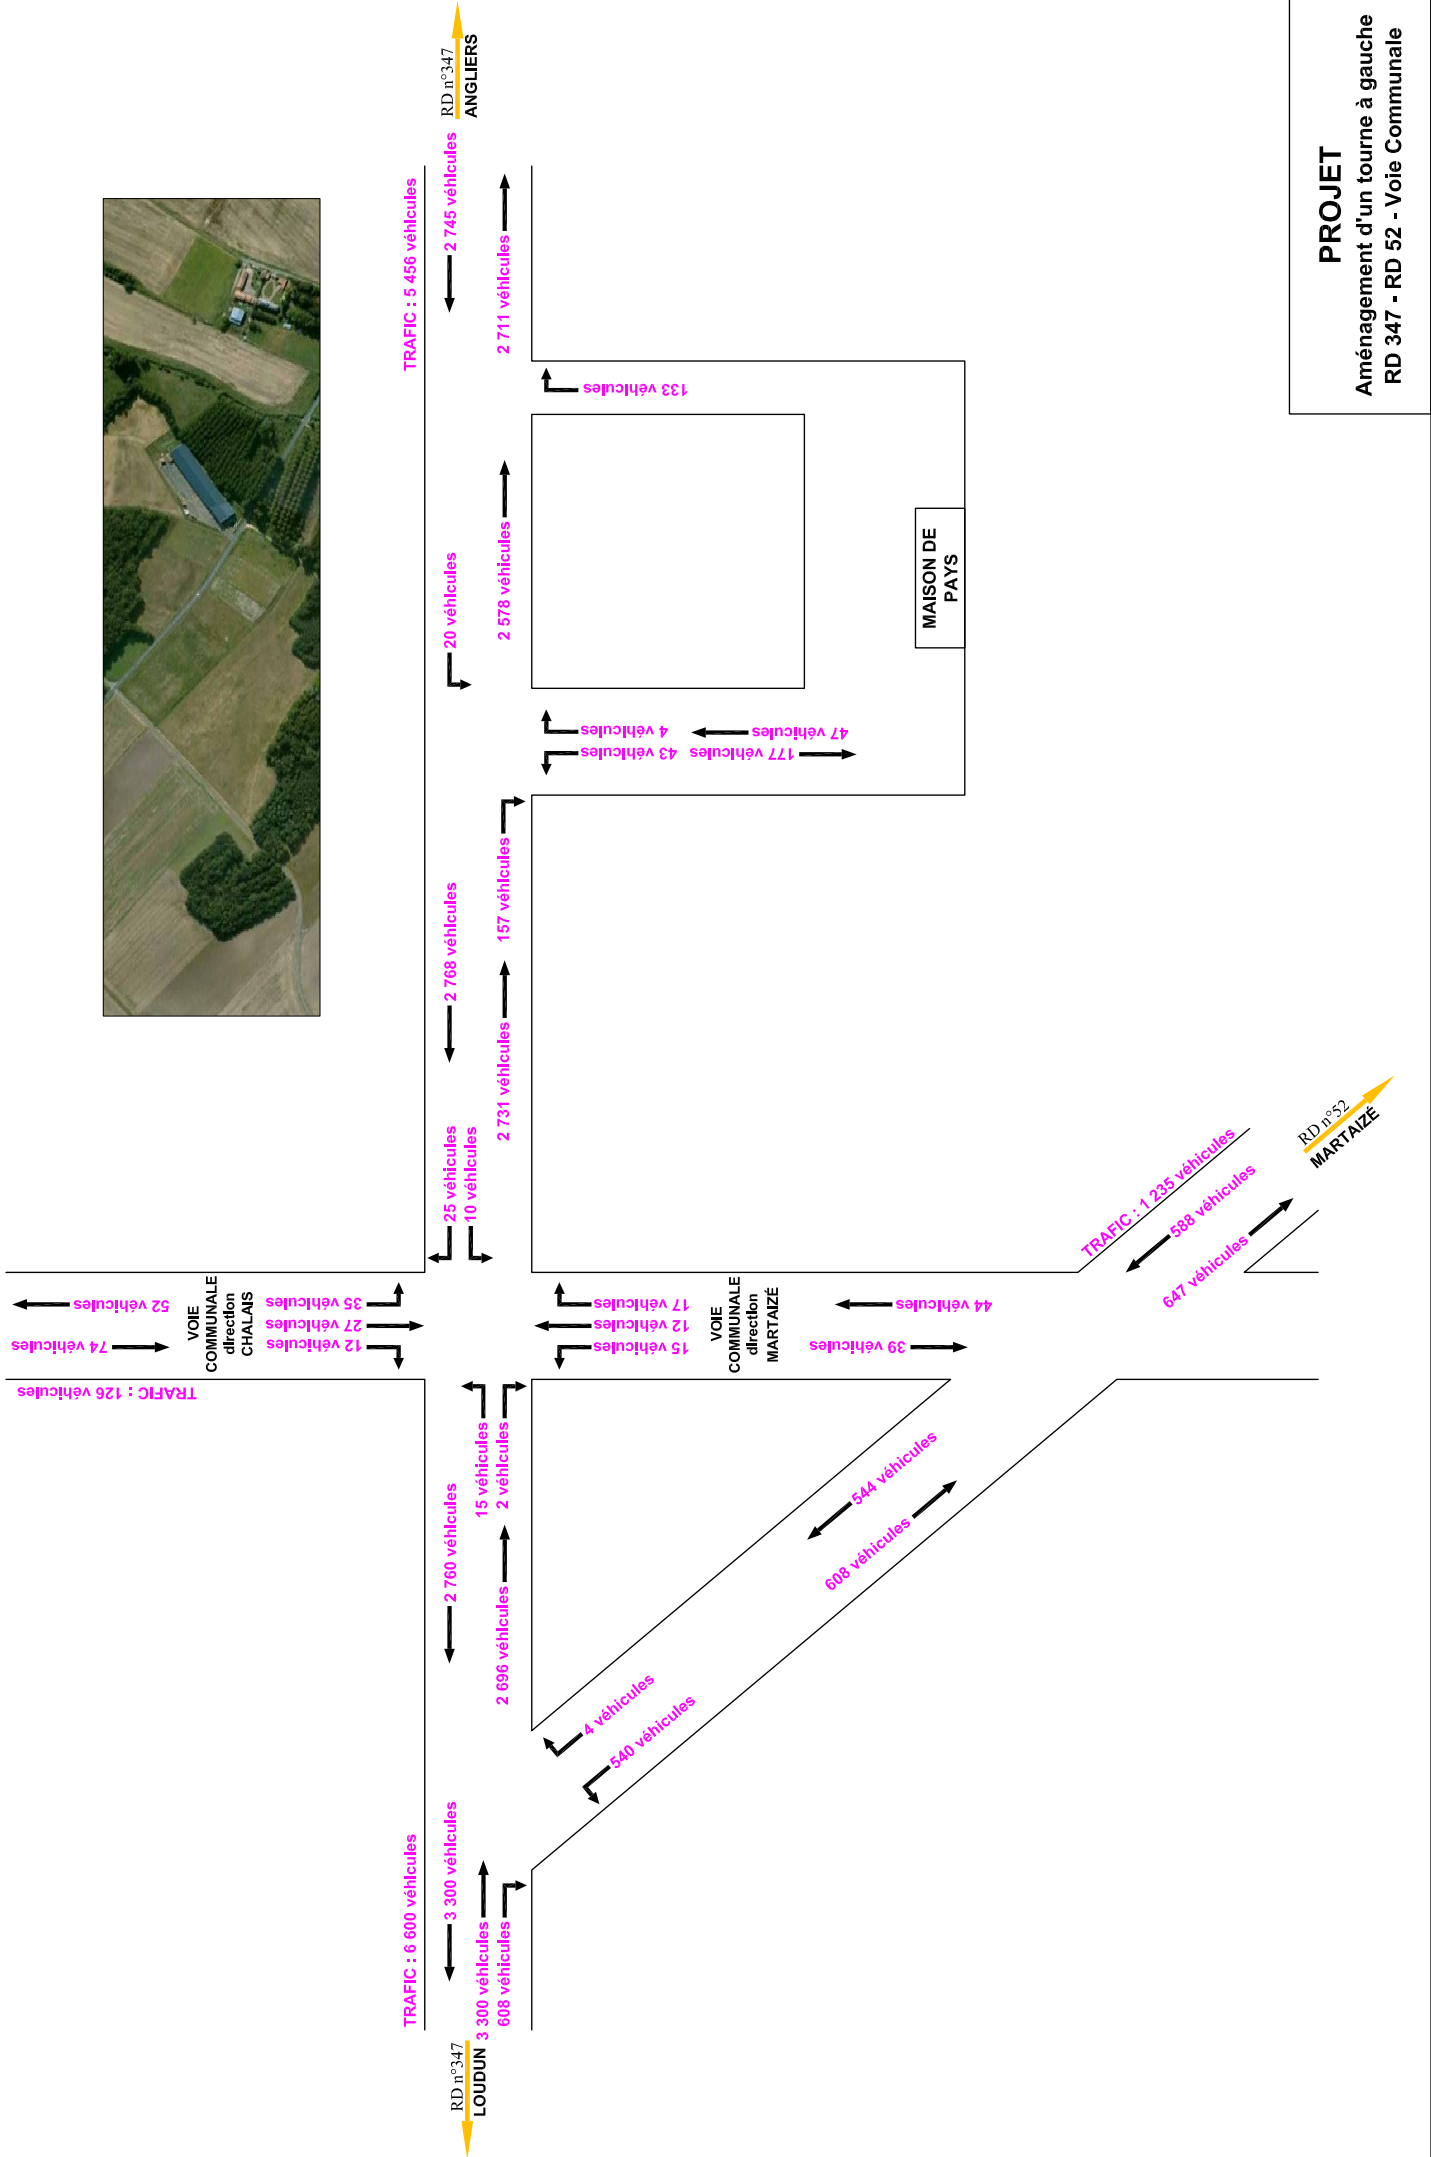 RD n°347
LOUDUN
TRAFIC : 6 600 véhicules
3 300 véhicules
3 300 véhicules
608 véhicules
2 760 véhicules
15 véhicules
2 véhicules
2 696 véhicules
4 véhicules
540 véhicules
544 véhicules
608 véhicules
TRAFIC : 126 véhicules
74 véhicules
52 véhicules
VOIE
COMMUNALE
direction
CHALAIS
12 véhicules
27 véhicules
35 véhicules
15 véhicules
12 véhicules
17 véhicules
VOIE
COMMUNALE
direction
MARTAIZÉ
39 véhicules
44 véhicules
TRAFIC : 1 235 véhicules
588 véhicules
647 véhicules
RD n°52
MARTAIZÉ
25 véhicules
10 véhicules
2 768 véhicules
2 731 véhicules
157 véhicules
43 véhicules
4 véhicules
177 véhicules
47 véhicules
20 véhicules
2 578 véhicules
MAISON DE
PAYS
133 véhicules
TRAFIC : 5 456 véhicules
2 745 véhicules
2 711 véhicules
RD n°347
ANGLIERS
PROJET
Aménagement d'un tourne à gauche
RD 347 - RD 52 - Voie Communale